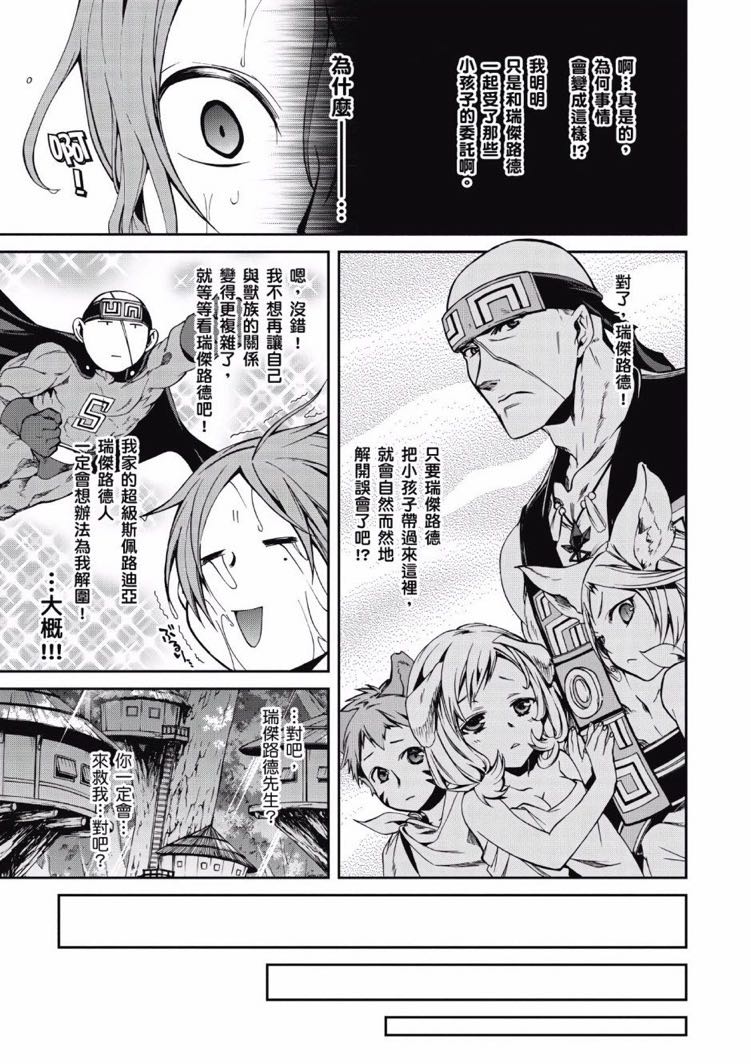 啊…真是的，
為何事情
會變成這樣!?
我明明
只是和瑞傑路德
一起受了那些
小孩子的委託啊。
為什麼———…
對了，瑞傑路德！
只要瑞傑路德
把小孩子帶過來這裡，
就會自然而然地
解開誤會了吧!?
嗯，沒錯！
我不想再讓自己
與獸族的關係
變得更複雜了，
就等等看瑞傑路德吧！
S
我家的超級斯佩路迪亞
瑞傑路德人
一定會想辦法為我解圍！
…大概!!!
…對吧，
瑞傑路德先生？
你一定會…
來救我…對吧？